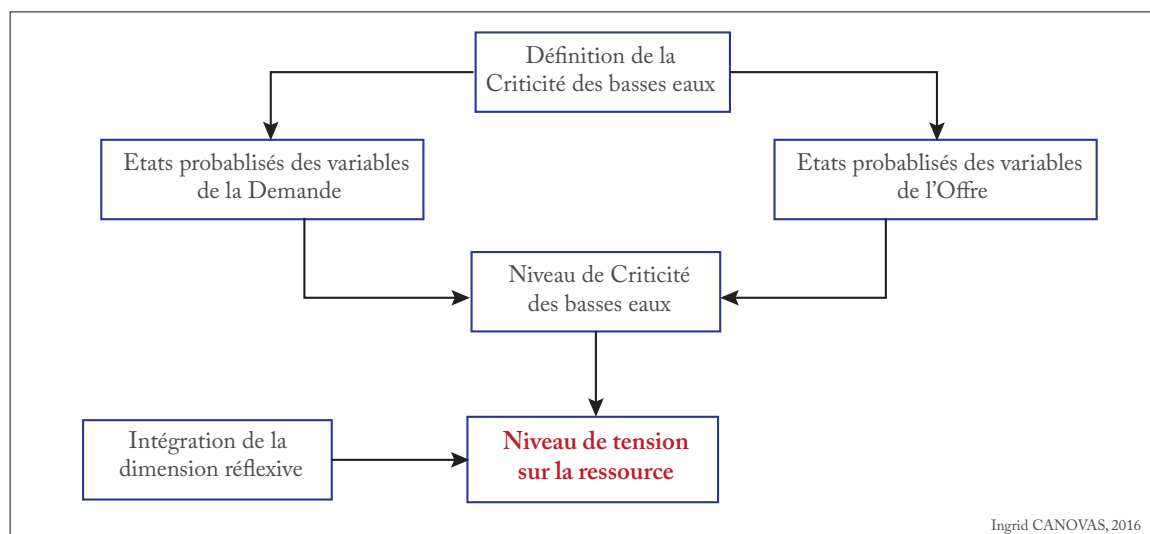 Définition de la
Criticité des basses eaux
Etats probablisés des variables
de la Demande
Etats probablisés des variables
de l'Offre
Niveau de Criticité
des basses eaux
Intégration de la
dimension réflexive
Niveau de tension
sur la ressource
Ingrid CANOVAS, 2016